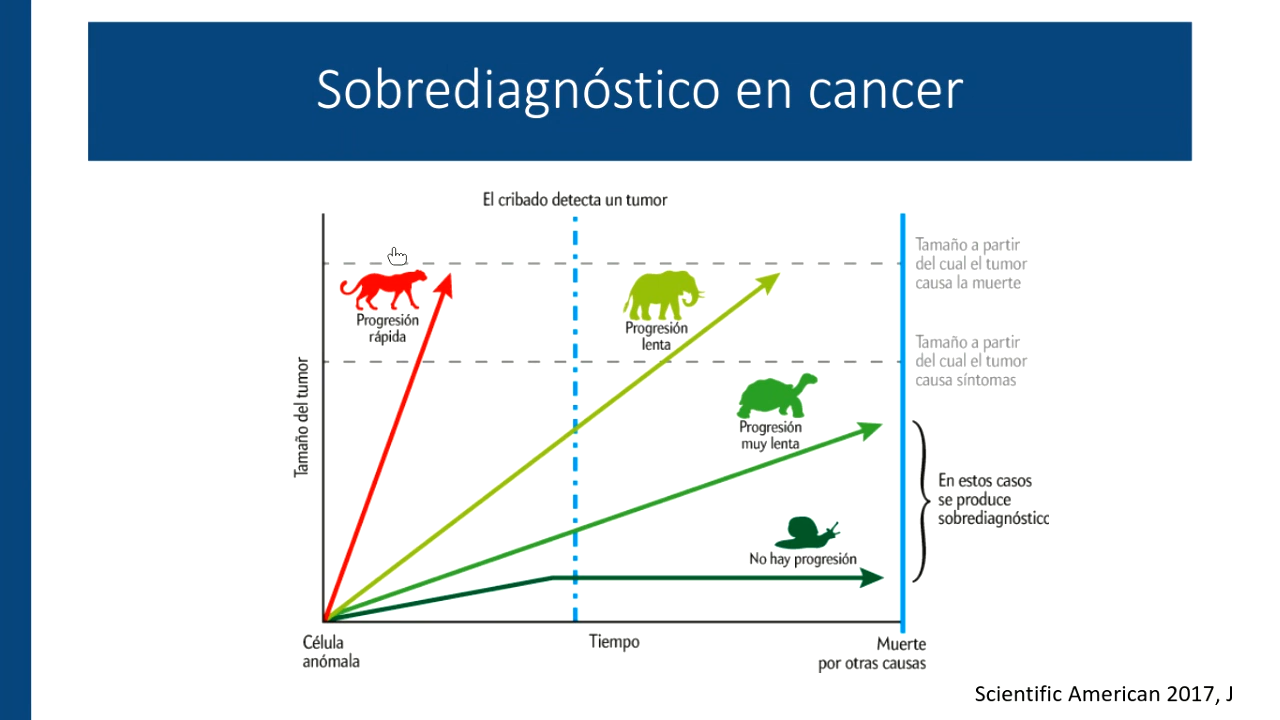 Sobrediagnóstico en cancer
El cribado detecta un tumor
Tamaño a partir
del cual el tumor
causa la muerte
Progresión
rápida
Progresión
lenta
Tamaño a partir
del cual el tumor
causa síntomas
Tamaño del tumor
Progresión
muy lenta
En estos casos
se produce
sobrediagnóstico
No hay progresión
Célula
anómala
Tiempo
Muerte
por otras causas
Scientific American 2017, J